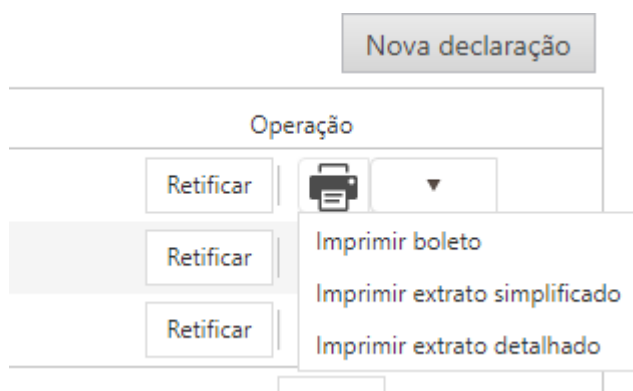 Nova declaração
Operação
Retificar
Imprimir boleto
Retificar
Imprimir extrato simplificado
Retificar
Imprimir extrato detalhado